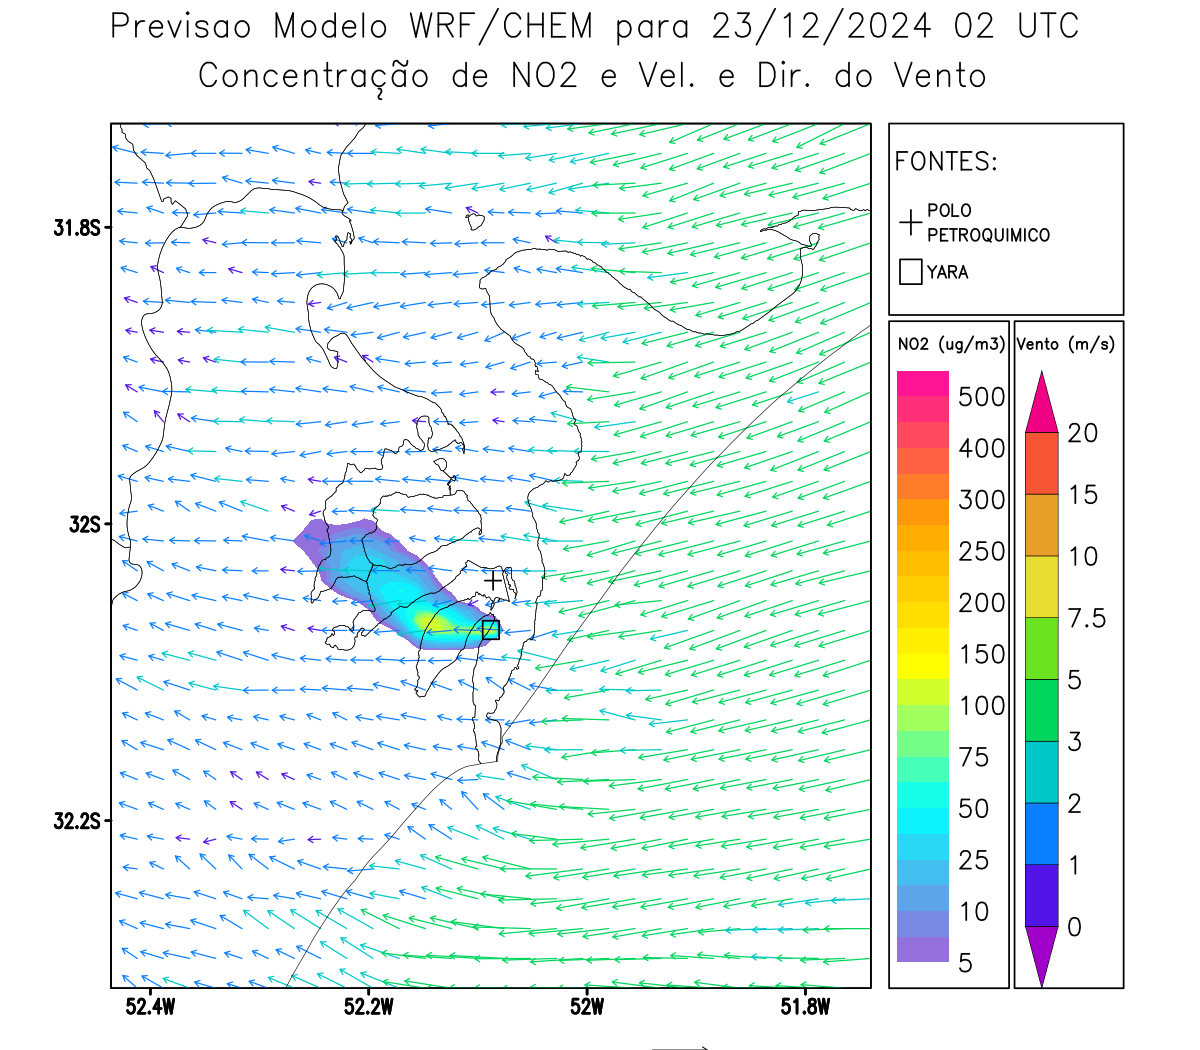 Previsao Modelo WRF/CHEM para 23/12/2024 02 UTC
Concentração de NO2 e Vel. e Dir. do Vento
FONTES:
POLO
PETROQUIMICO
YARA
NO2 (ug/m3)
500
400
300
250
200
150
100
75
50
25
10
5
Vento (m/s)
20
15
10
7.5
5
3
2
1
0
31.8S
32S
32.2S
52.4W
52.2W
52W
51.8W